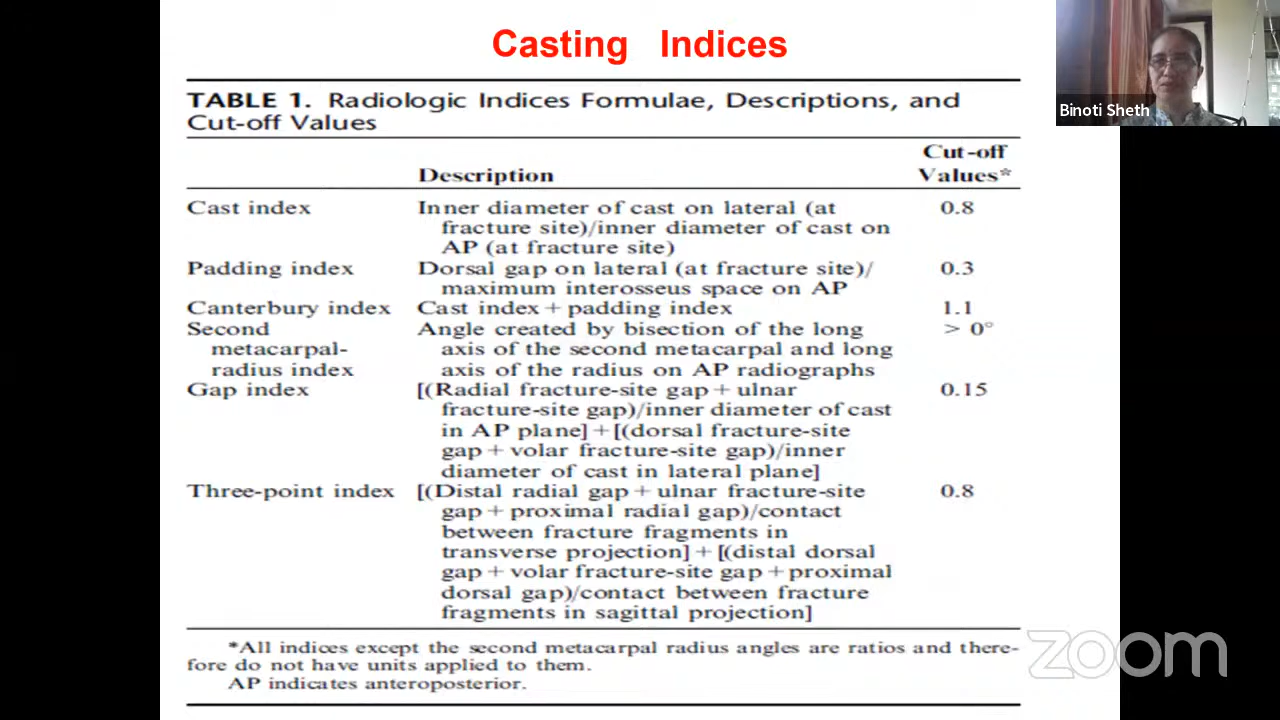 Casting Indices
Binoti Sheth
TABLE 1. Radiologic Indices Formulae, Descriptions, and
Cut-off Values
Cut-off
Description Values*
Cast index Inner diameter of cast on lateral (at 0.8
fracture site)/inner diameter of cast on
AP (at fracture site)
Padding index Dorsal gap on lateral (at fracture site)/ 0.3
maximum interosseus space on AP
Canterbury index Cast index + padding index 1.1
Second Angle created by bisection of the long > 0°
metacarpal- axis of the second metacarpal and long
radius index axis of the radius on AP radiographs
Gap index [(Radial fracture-site gap + ulnar 0.15
fracture-site gap)/inner diameter of cast
in AP plane] + [(dorsal fracture-site
gap + volar fracture-site gap)/inner
diameter of cast in lateral plane]
Three-point index [(Distal radial gap + ulnar fracture-site 0.8
gap + proximal radial gap)/contact
between fracture fragments in
transverse projection] + [(distal dorsal
gap + volar fracture-site gap + proximal
dorsal gap)/contact between fracture
fragments in sagittal projection]
*All indices except the second metacarpal radius angles are ratios and there-
fore do not have units applied to them.
AP indicates anteroposterior.
zoom